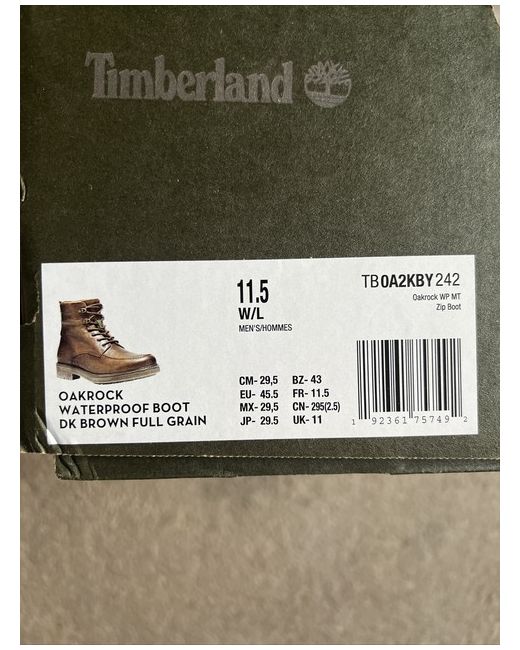 Timberland
11.5
W/L
MEN'S/HOMMES
TB0A2KBY242
Oakrock WP MT
Zip Boot
OAKROCK
WATERPROOF BOOT
DK BROWN FULL GRAIN
CM- 29,5 BZ- 43
EU- 45.5 FR- 11.5
MX- 29,5 CN- 295(2.5)
JP- 29.5 UK- 11
1 92361 75749 2